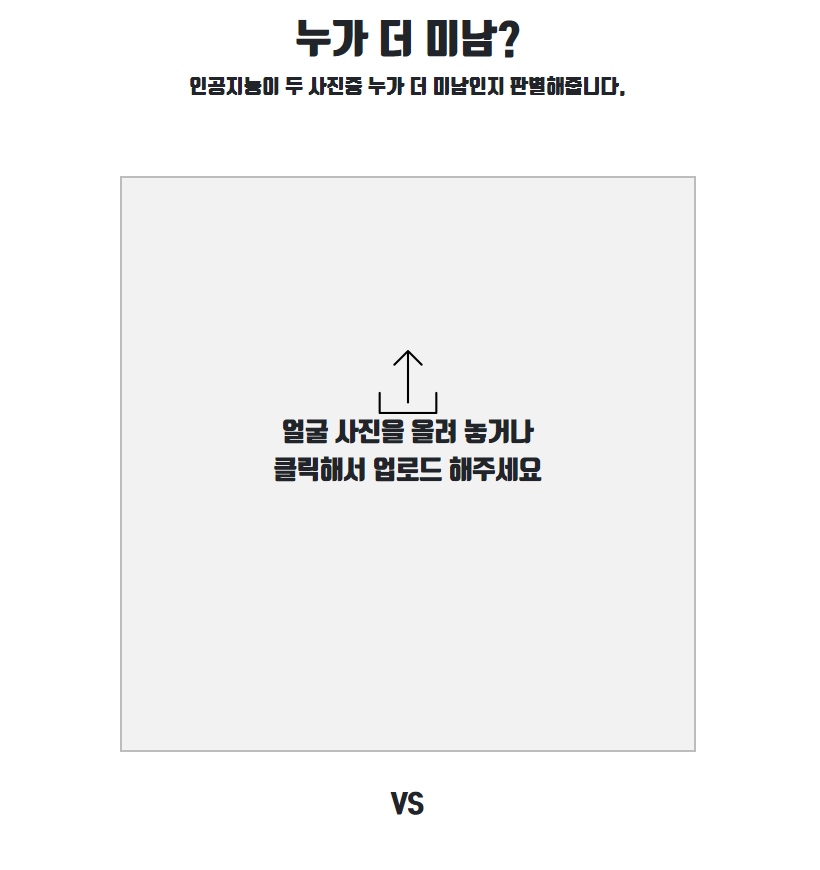 누가 더 미남?
인공지능이 두 사진중 누가 더 미남인지 판별해줍니다.
얼굴 사진을 올려 놓거나
클릭해서 업로드 해주세요
VS